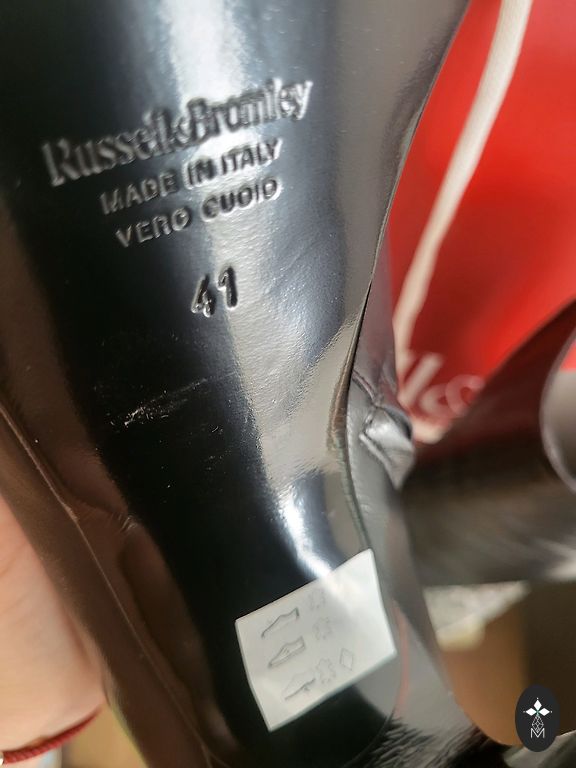 Russell&Bromley
MADE IN ITALY
VERO CUOIO
41
M